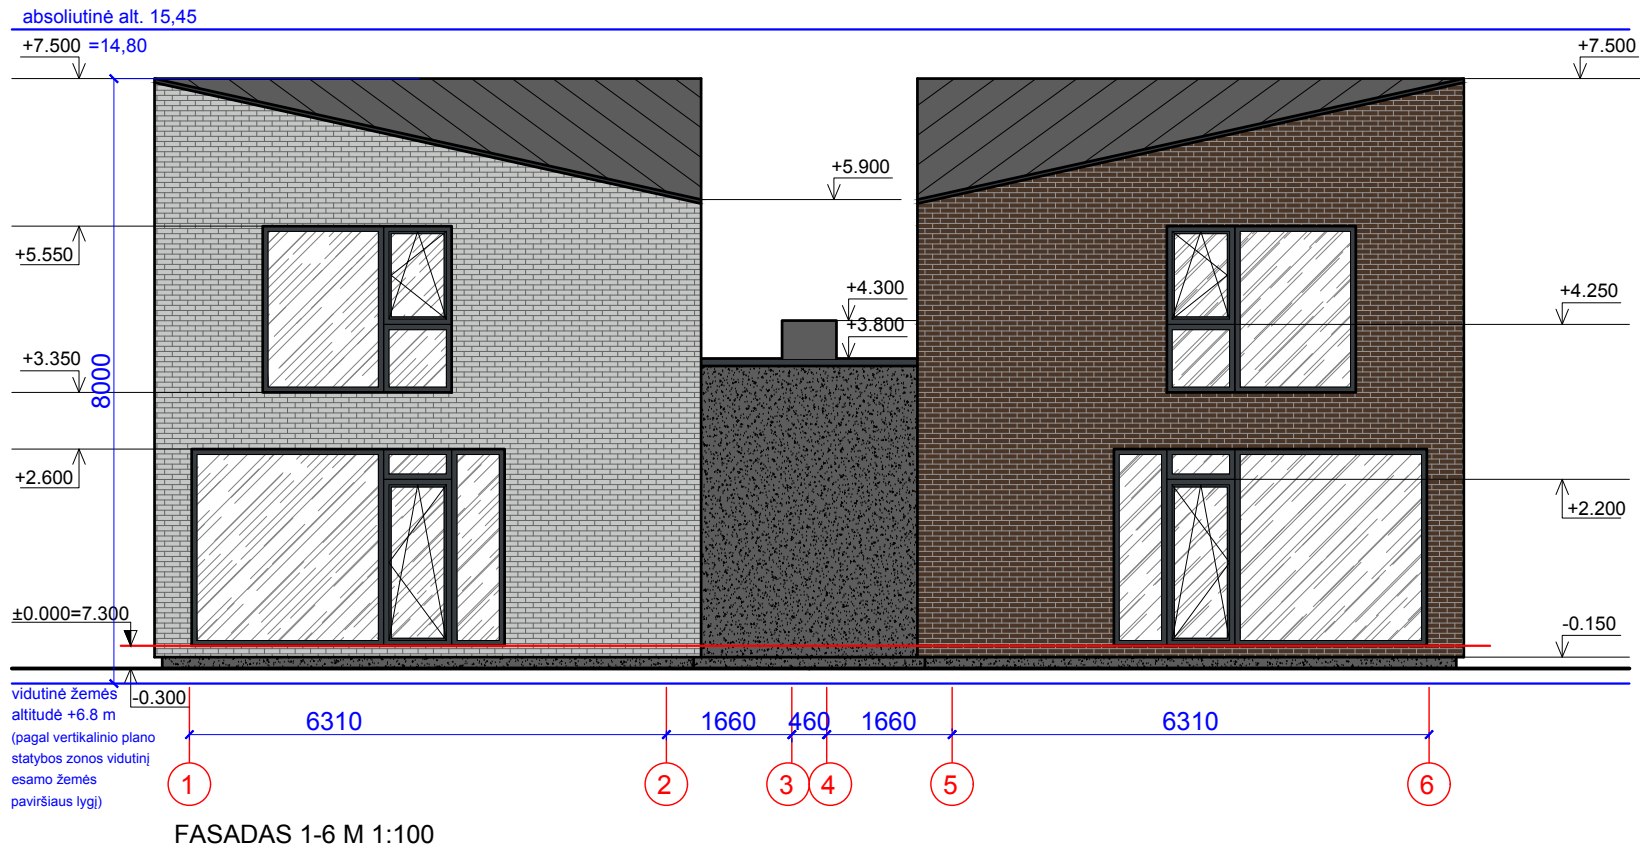 absoliutinė alt. 15,45
+7.500 =14,80
+7.500
+5.900
+5.550
+4.300
+4.250
+3.800
+3.350
8000
+2.600
+2.200
±0.000=7.300
-0.150
-0.300
vidutinė žemės
altitudė +6.8 m
(pagal vertikalinio plano
statybos zonos vidutinį
esamo žemės
paviršiaus lygį)
6310 1660 460 1660 6310
1 2 3 4 5 6
FASADAS 1-6 M 1:100